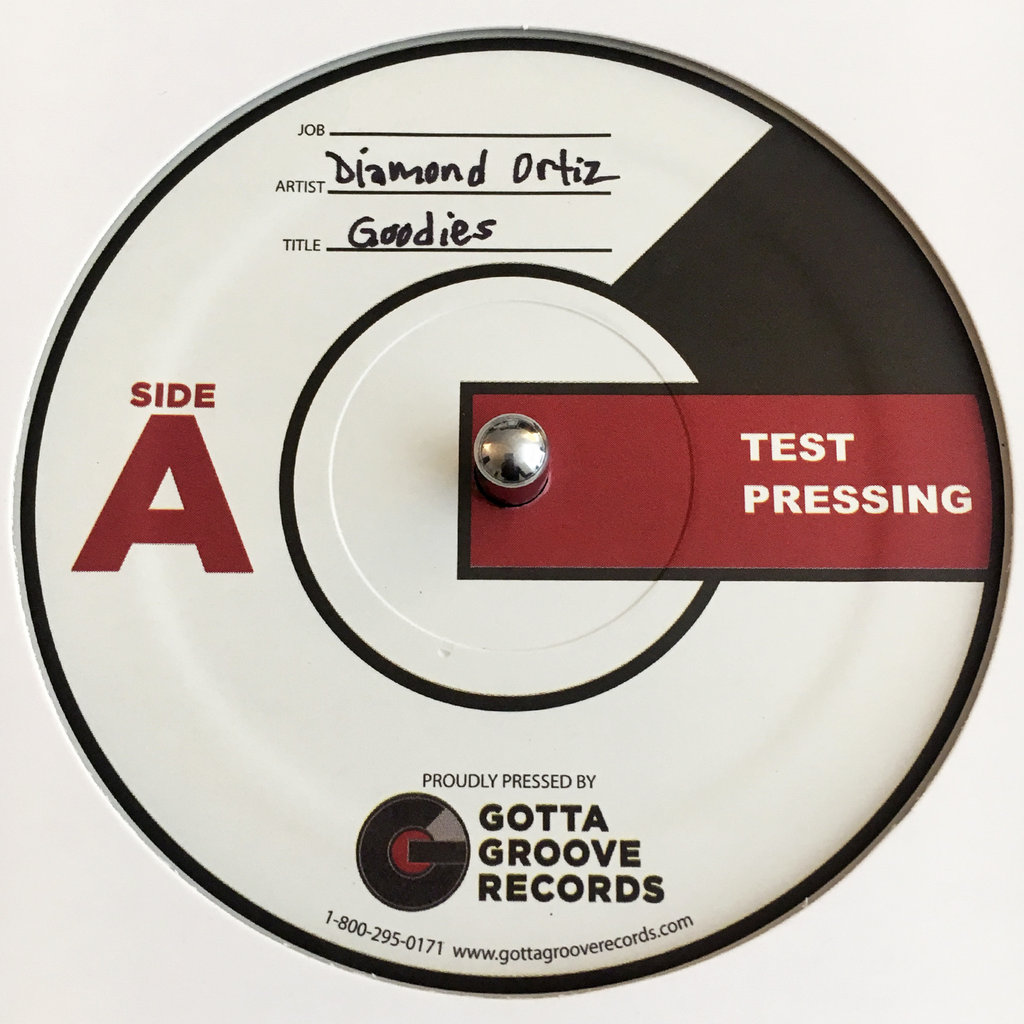 JOB
ARTIST Diamond Ortiz
TITLE Goodies
SIDE
A
TEST
PRESSING
PROUDLY PRESSED BY
GOTTA
GROOVE
RECORDS
1-800-295-0171 www.gottagrooverecords.com